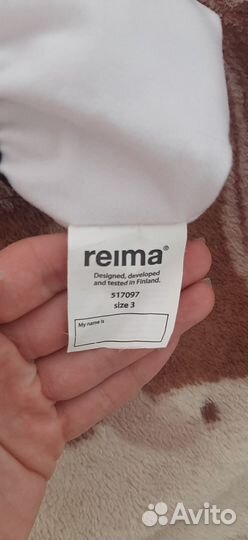 reima®
Designed, developed
and tested in Finland.
517097
size 3
My name is
Avito